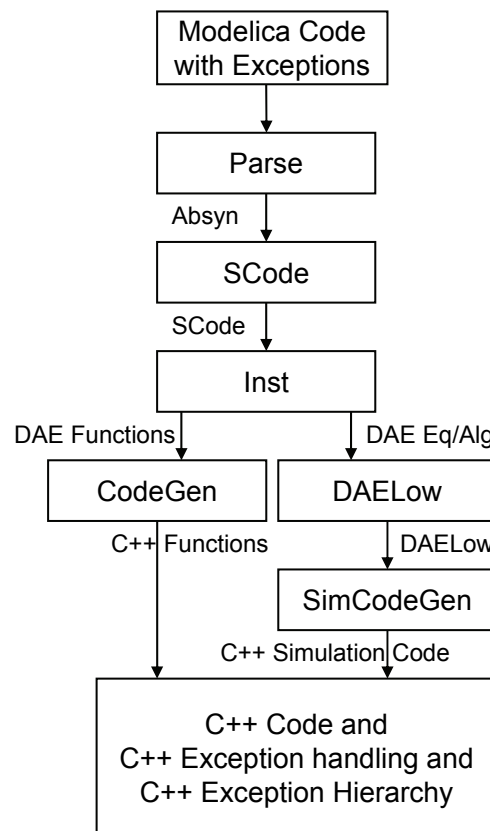 Modelica Code
with Exceptions
Parse
Absyn
SCode
SCode
Inst
DAE Functions
DAE Eq/Alg
CodeGen
DAELow
C++ Functions
DAELow
SimCodeGen
C++ Simulation Code
C++ Code and
C++ Exception handling and
C++ Exception Hierarchy